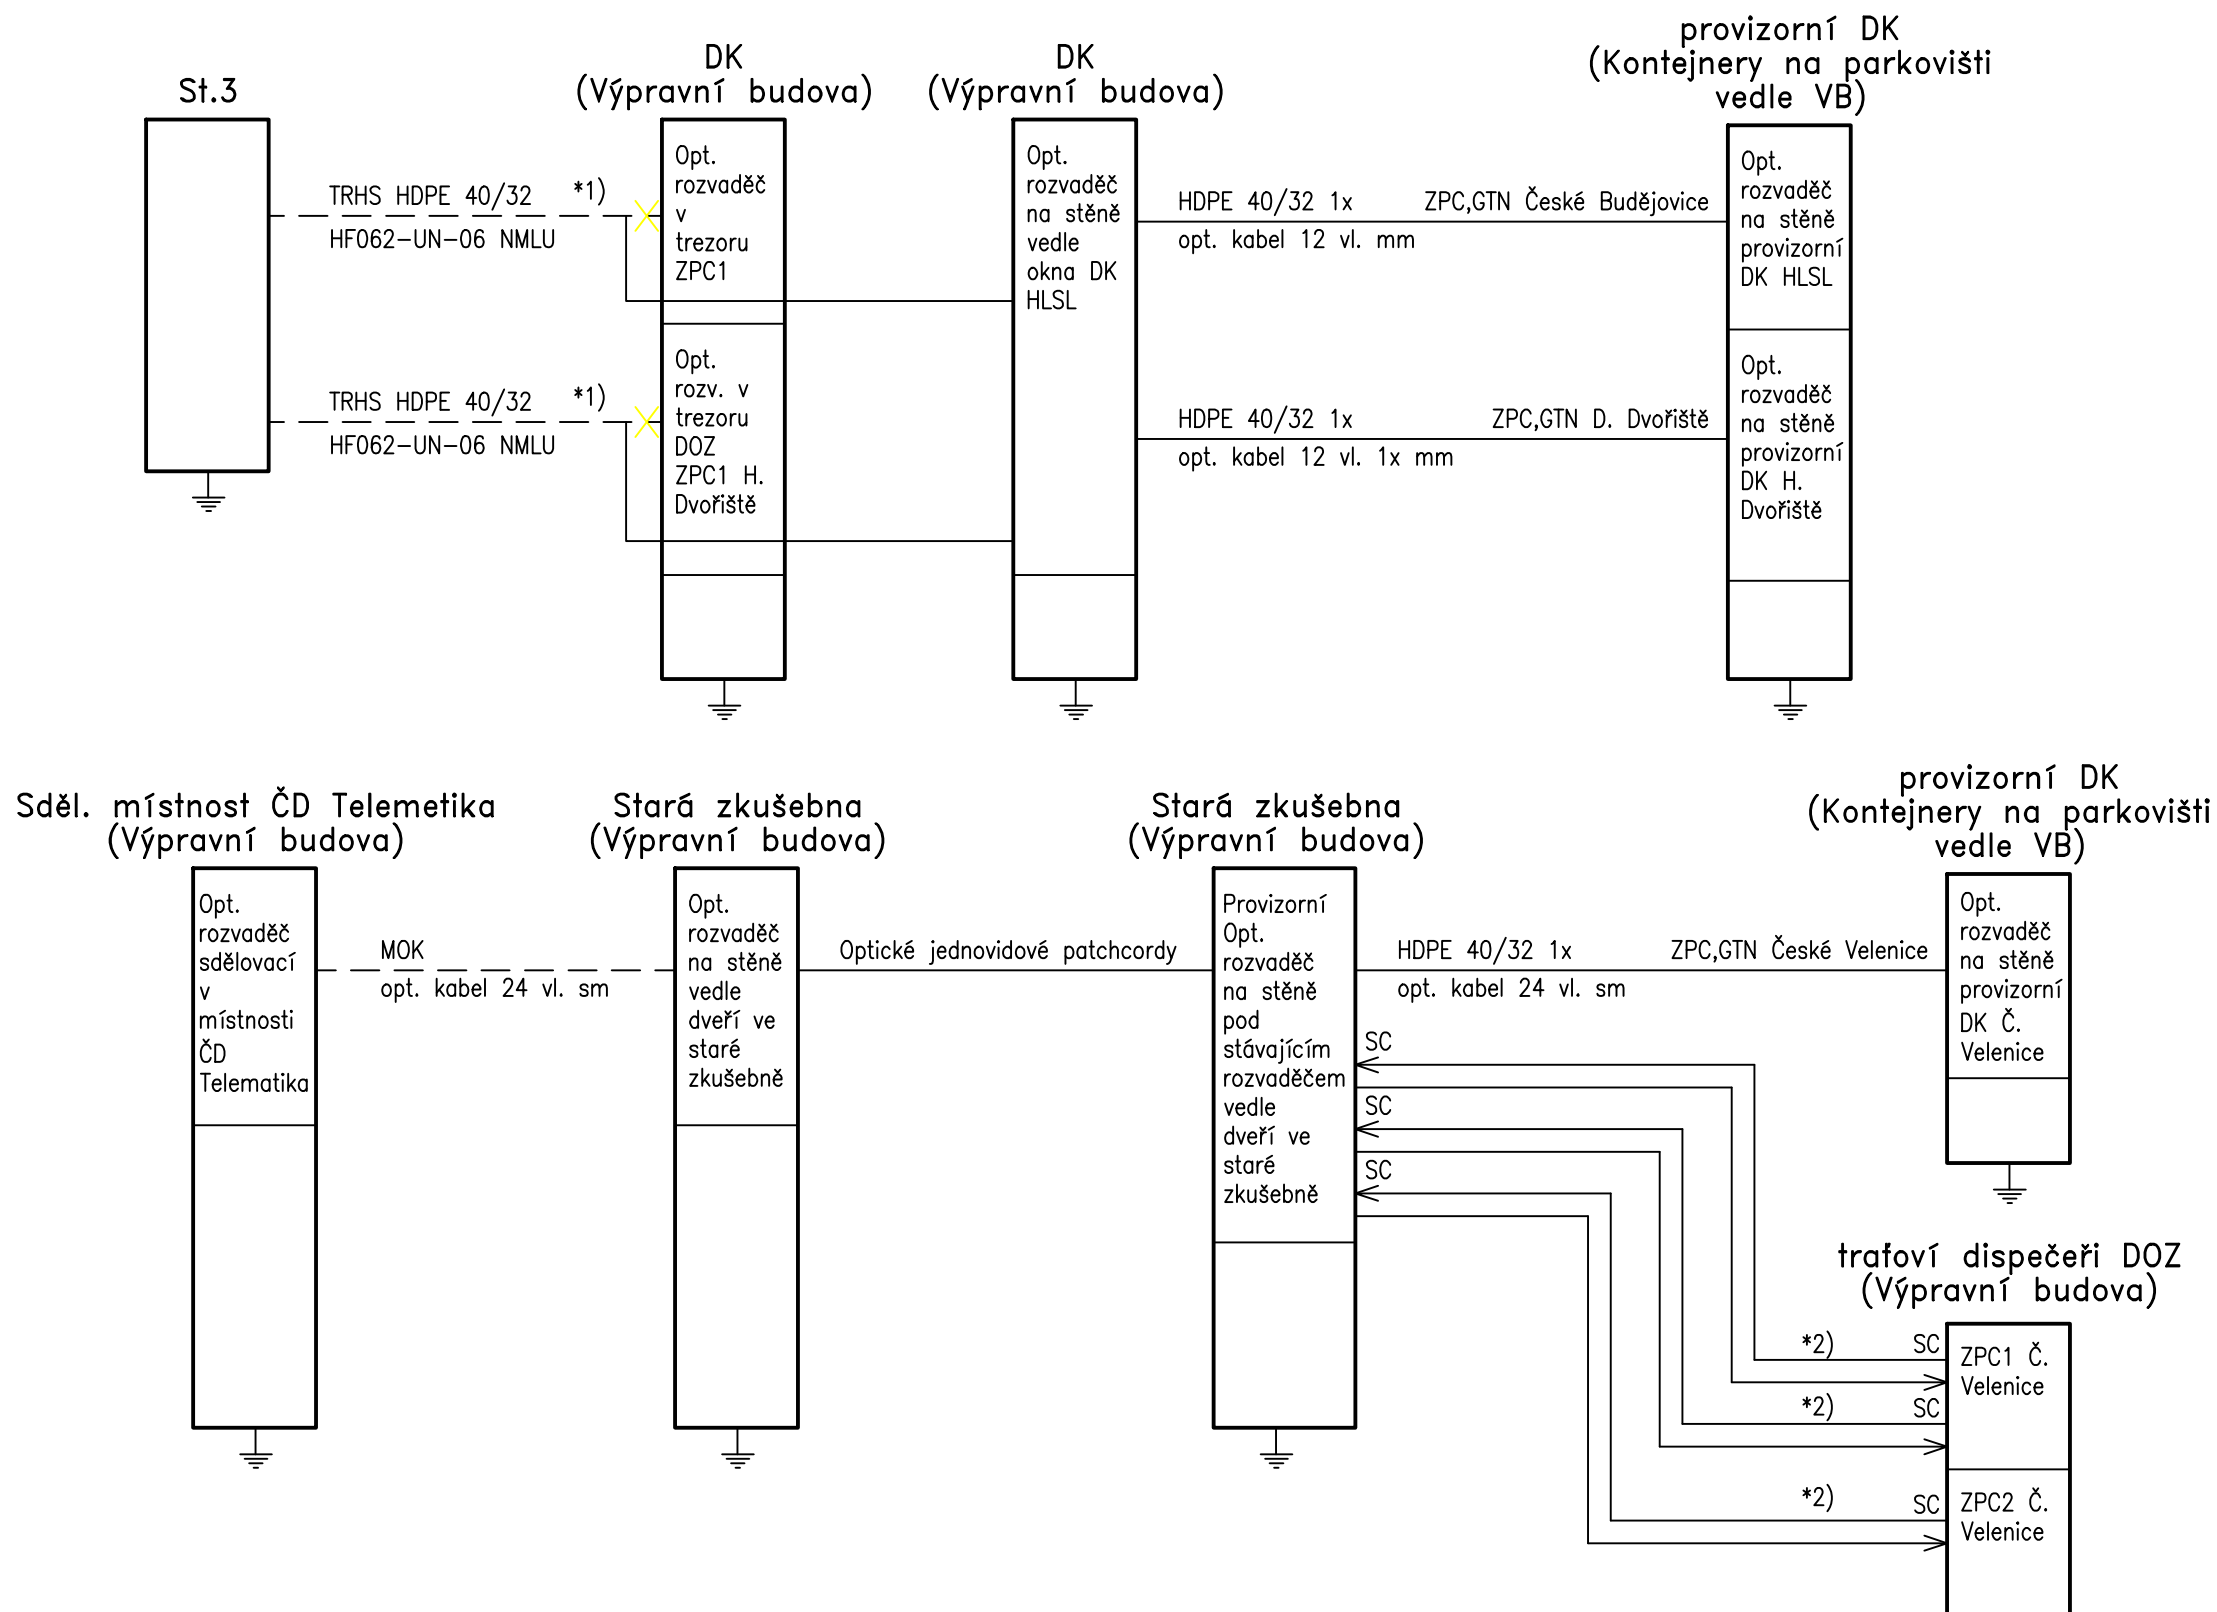 St.3
DK
(Výpravní budova)
DK
(Výpravní budova)
provizorní DK
(Kontejnery na parkovišti
vedle VB)
TRHS HDPE 40/32 *1)
HF062-UN-06 NMLU
TRHS HDPE 40/32 *1)
HF062-UN-06 NMLU
Opt.
rozvaděč
v
trezoru
ZPC1
Opt.
rozv. v
trezoru
DOZ
ZPC1 H.
Dvořiště
Opt.
rozvaděč
na stěně
vedle
okna DK
HLSL
HDPE 40/32 1x ZPC,GTN České Budějovice
opt. kabel 12 vl. mm
HDPE 40/32 1x ZPC,GTN D. Dvořiště
opt. kabel 12 vl. 1x mm
Opt.
rozvaděč
na stěně
provizorní
DK HLSL
Opt.
rozvaděč
na stěně
provizorní
DK H.
Dvořiště
Sděl. místnost ČD Telemetika
(Výpravní budova)
Stará zkušebna
(Výpravní budova)
Stará zkušebna
(Výpravní budova)
provizorní DK
(Kontejnery na parkovišti
vedle VB)
Opt.
rozvaděč
sdělovací
v
místnosti
ČD
Telematika
MOK
opt. kabel 24 vl. sm
Opt.
rozvaděč
na stěně
vedle
dveří ve
staré
zkušebně
Optické jednovidové patchcordy
Provizorní
Opt.
rozvaděč
na stěně
pod
stávajícím
rozvaděčem
vedle
dveří ve
staré
zkušebně
HDPE 40/32 1x ZPC,GTN České Velenice
opt. kabel 24 vl. sm
SC
SC
SC
Opt.
rozvaděč
na stěně
provizorní
DK Č.
Velenice
traťoví dispečeři DOZ
(Výpravní budova)
*2) SC
*2) SC
*2) SC
ZPC1 Č.
Velenice
ZPC2 Č.
Velenice